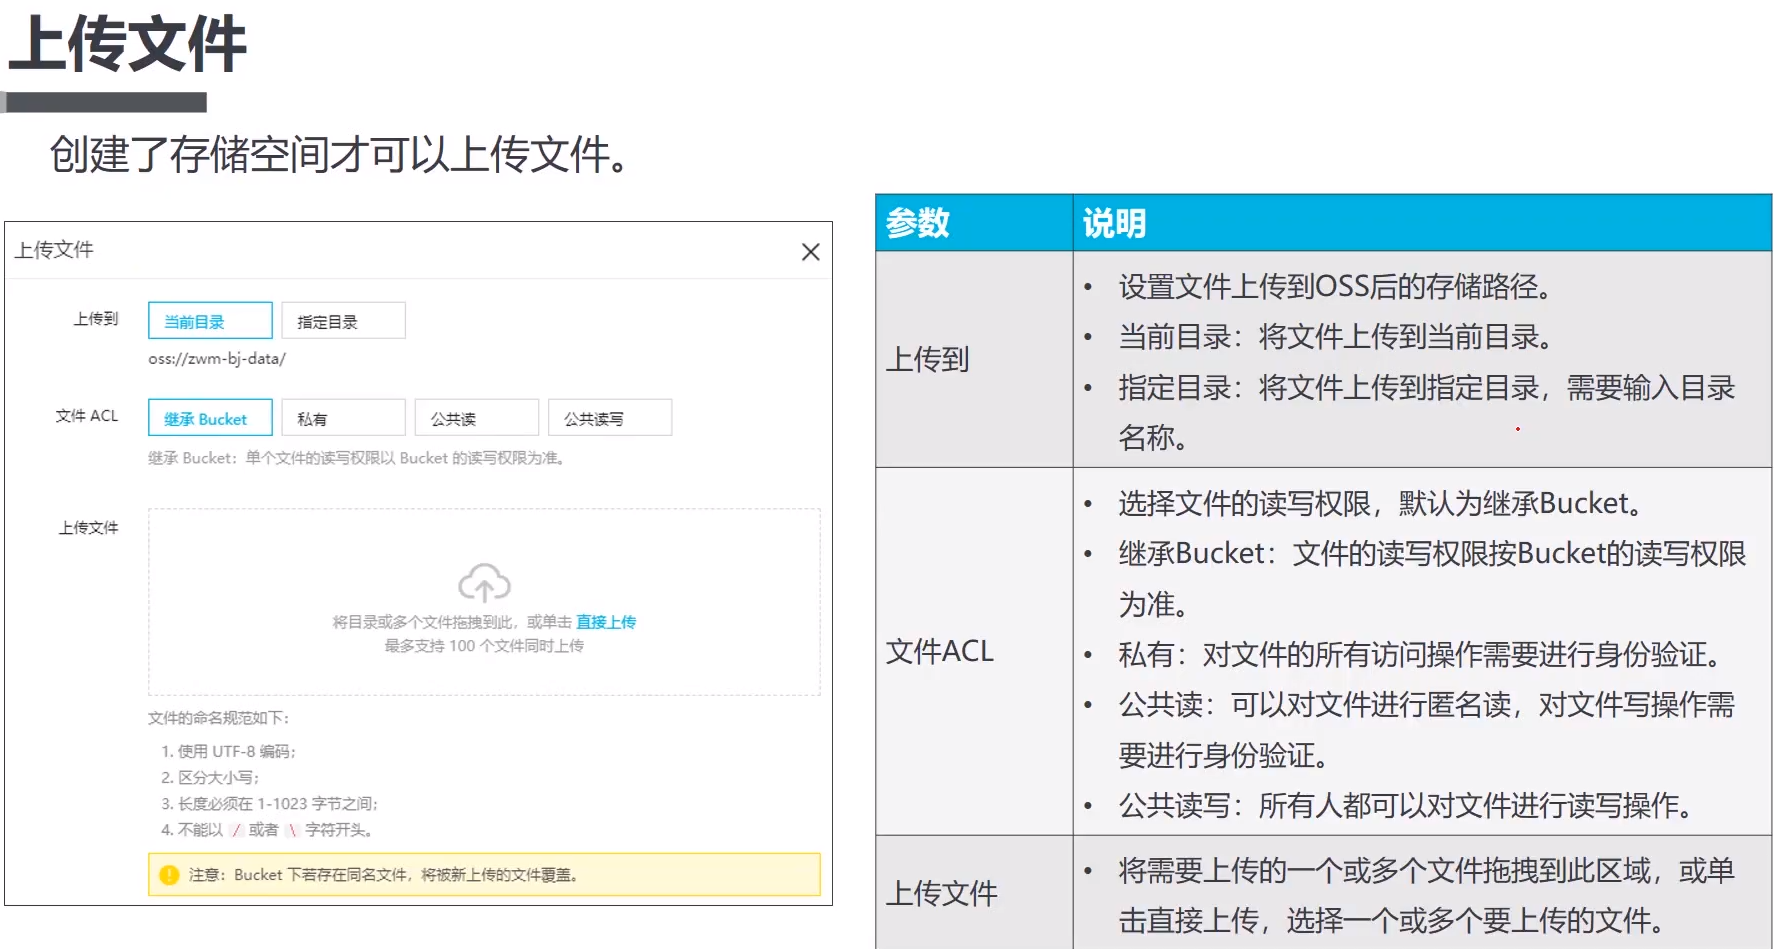 上传文件
创建了存储空间才可以上传文件。
上传文件
上传到 当前目录 指定目录
oss://zwm-bj-data/
文件 ACL 继承 Bucket 私有 公共读 公共读写
继承 Bucket：单个文件的读写权限以 Bucket 的读写权限为准。
上传文件
将目录或多个文件拖拽到此，或单击 直接上传
最多支持 100 个文件同时上传
文件的命名规范如下：
1. 使用 UTF-8 编码；
2. 区分大小写；
3. 长度必须在 1-1023 字节之间；
4. 不能以 / 或者 \ 字符开头。
注意：Bucket 下若存在同名文件，将被新上传的文件覆盖。
参数 说明
上传到
• 设置文件上传到OSS后的存储路径。
• 当前目录：将文件上传到当前目录。
• 指定目录：将文件上传到指定目录，需要输入目录
名称。
文件ACL
• 选择文件的读写权限，默认为继承Bucket。
• 继承Bucket：文件的读写权限按Bucket的读写权限
为准。
• 私有：对文件的所有访问操作需要进行身份验证。
• 公共读：可以对文件进行匿名读，对文件写操作需
要进行身份验证。
• 公共读写：所有人都可以对文件进行读写操作。
上传文件
• 将需要上传的一个或多个文件拖拽到此区域，或单
击直接上传，选择一个或多个要上传的文件。